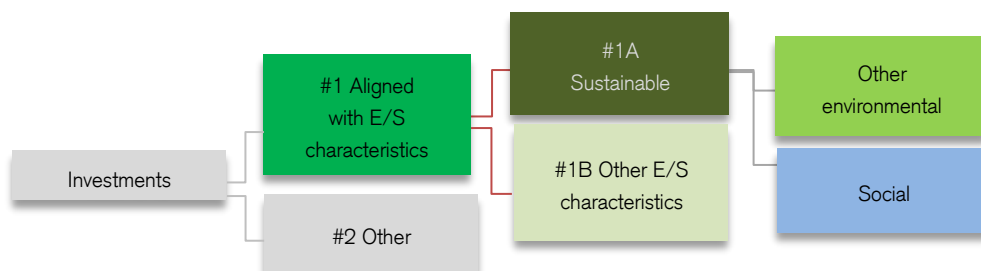 Investments
#1 Aligned
with E/S
characteristics
#2 Other
#1A
Sustainable
#1B Other E/S
characteristics
Other
environmental
Social